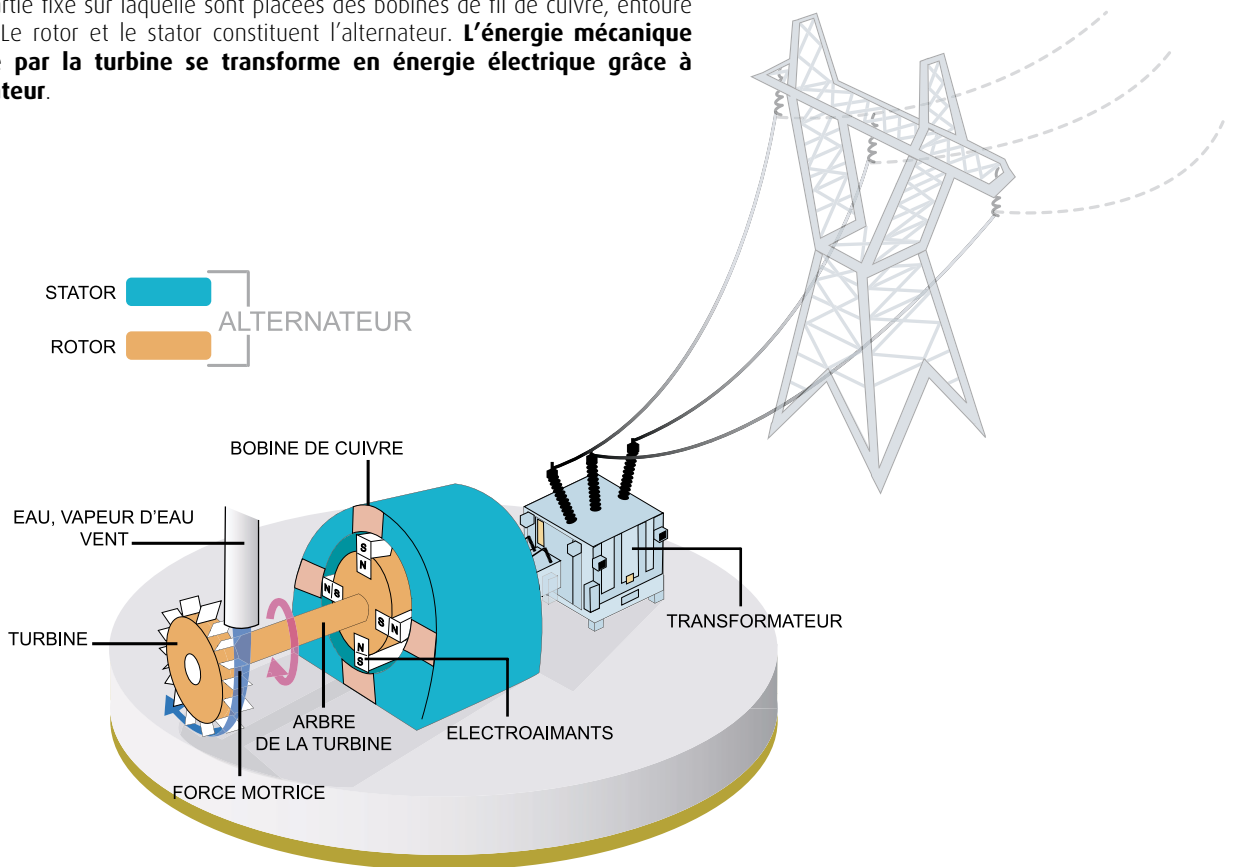 fixe sur laquelle sont placées des bobines de fil de cuivre, entoure
Le rotor et le stator constituent l'alternateur. L'énergie mécanique
par la turbine se transforme en énergie électrique grâce à
STATOR
ALTERNATEUR
ROTOR
BOBINE DE CUIVRE
EAU, VAPEUR D'EAU
VENT
S
N
N S
S N
N
S
TRANSFORMATEUR
TURBINE
ARBRE
DE LA TURBINE
ELECTROAIMANTS
FORCE MOTRICE